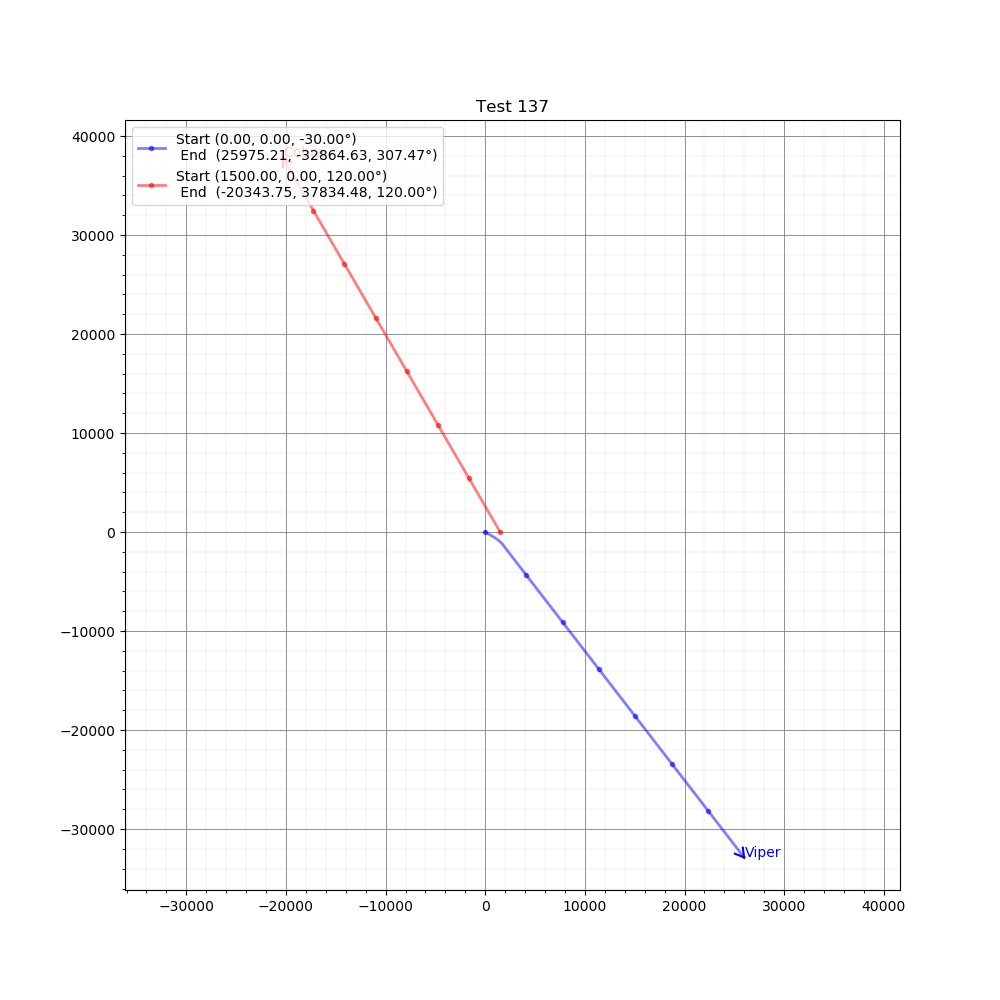 Test 137
40000
30000
20000
10000
0
−10000
−20000
−30000
Start (0.00, 0.00, -30.00°)
End (25975.21, -32864.63, 307.47°)
Start (1500.00, 0.00, 120.00°)
End (-20343.75, 37834.48, 120.00°)
Viper
−30000 −20000 −10000 0 10000 20000 30000 40000